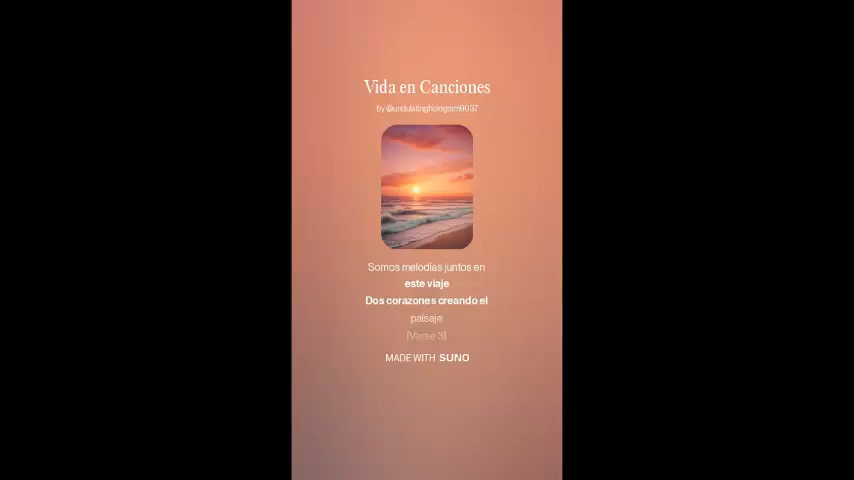 Vida en Canciones
by @undulatinghologram9037
Somos melodías juntos en
este viaje
Dos corazones creando el
paisaje
[Verse 3]
MADE WITH SUNO